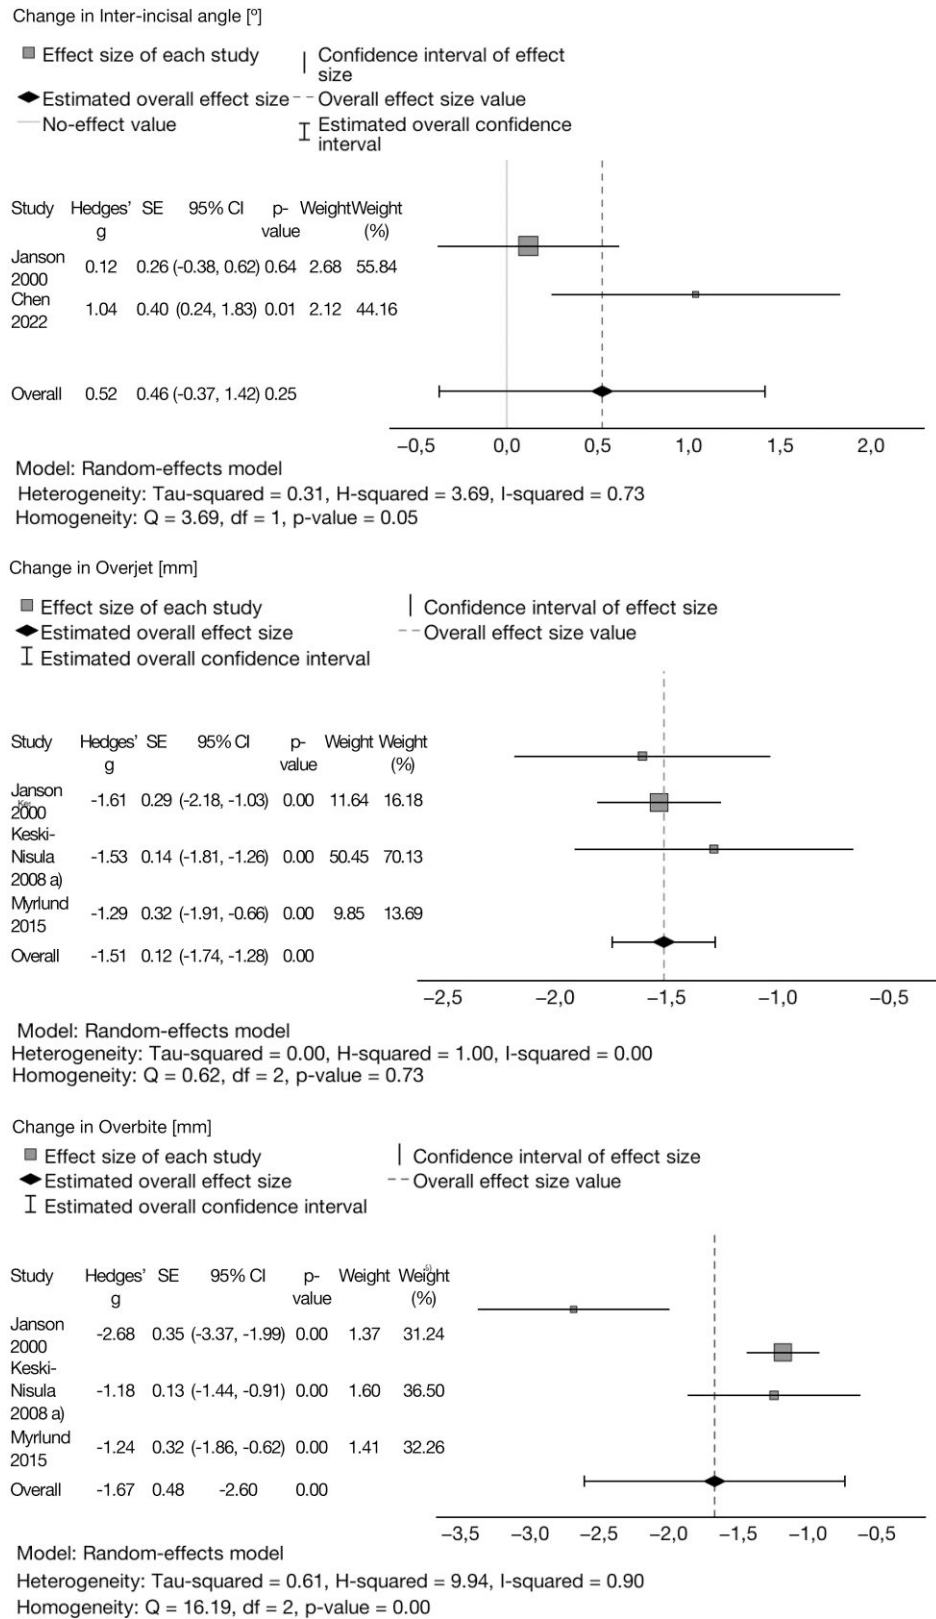 Change in Inter-incisal angle [º]
Effect size of each study
Confidence interval of effect
size
Estimated overall effect size
Overall effect size value
No-effect value
Estimated overall confidence
interval
Study Hedges' g SE 95% CI p-value Weight Weight (%)
Janson 2000 0.12 0.26 (-0.38, 0.62) 0.64 2.68 55.84
Chen 2022 1.04 0.40 (0.24, 1.83) 0.01 2.12 44.16
Overall 0.52 0.46 (-0.37, 1.42) 0.25
−0,5 0,0 0,5 1,0 1,5 2,0
Model: Random-effects model
Heterogeneity: Tau-squared = 0.31, H-squared = 3.69, I-squared = 0.73
Homogeneity: Q = 3.69, df = 1, p-value = 0.05
Change in Overjet [mm]
Effect size of each study
Confidence interval of effect size
Estimated overall effect size
Overall effect size value
Estimated overall confidence interval
Study Hedges' g SE 95% CI p-value Weight Weight (%)
Janson 2000 -1.61 0.29 (-2.18, -1.03) 0.00 11.64 16.18
Keski-Nisula 2008 a) -1.53 0.14 (-1.81, -1.26) 0.00 50.45 70.13
Myrlund 2015 -1.29 0.32 (-1.91, -0.66) 0.00 9.85 13.69
Overall -1.51 0.12 (-1.74, -1.28) 0.00
−2,5 −2,0 −1,5 −1,0 −0,5
Model: Random-effects model
Heterogeneity: Tau-squared = 0.00, H-squared = 1.00, I-squared = 0.00
Homogeneity: Q = 0.62, df = 2, p-value = 0.73
Change in Overbite [mm]
Effect size of each study
Confidence interval of effect size
Estimated overall effect size
Overall effect size value
Estimated overall confidence interval
Study Hedges' g SE 95% CI p-value Weight Weight (%)
Janson 2000 -2.68 0.35 (-3.37, -1.99) 0.00 1.37 31.24
Keski-Nisula 2008 a) -1.18 0.13 (-1.44, -0.91) 0.00 1.60 36.50
Myrlund 2015 -1.24 0.32 (-1.86, -0.62) 0.00 1.41 32.26
Overall -1.67 0.48 -2.60 0.00
−3,5 −3,0 −2,5 −2,0 −1,5 −1,0 −0,5
Model: Random-effects model
Heterogeneity: Tau-squared = 0.61, H-squared = 9.94, I-squared = 0.90
Homogeneity: Q = 16.19, df = 2, p-value = 0.00